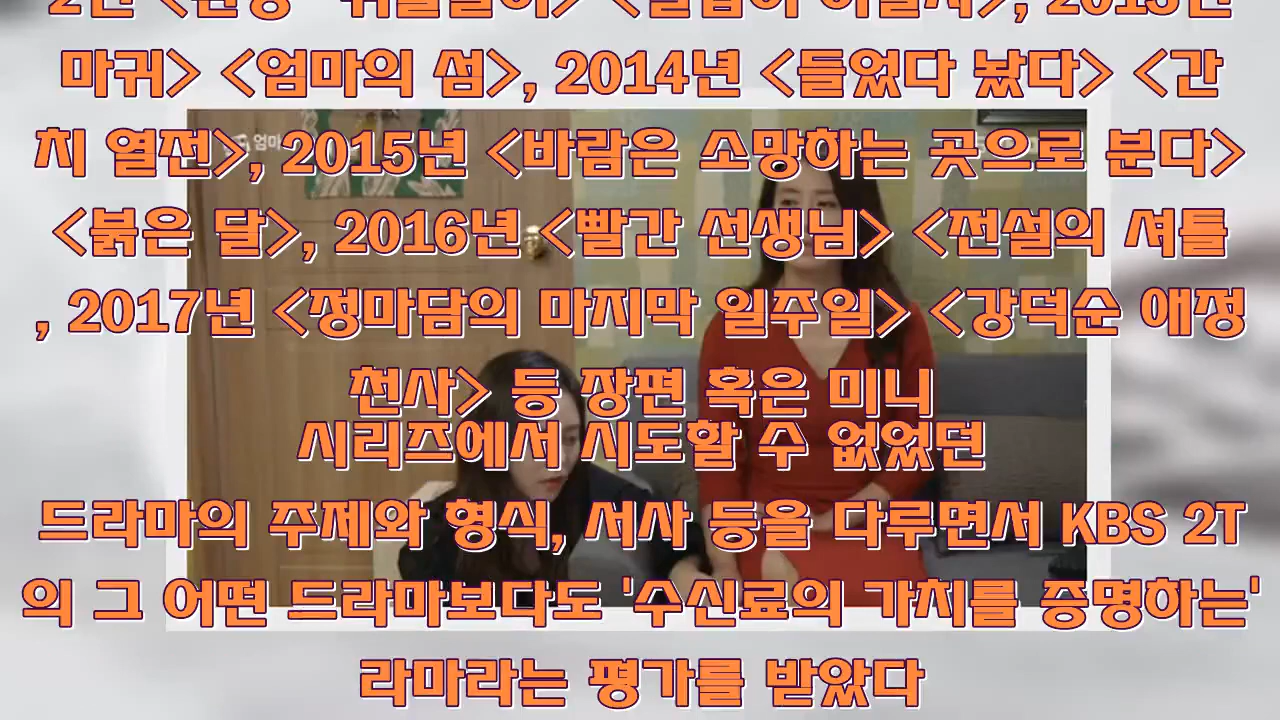 마귀> <엄마의 섬>, 2014년 <들었다 놨다> <간
치 열전>, 2015년 <바람은 소망하는 곳으로 분다>
<붉은 달>, 2016년 <빨간 선생님> <전설의 셔틀
, 2017년 <정마담의 마지막 일주일> <강덕순 애정
천사> 등 장편 혹은 미니
시리즈에서 시도할 수 없었던
드라마의 주제와 형식, 서사 등을 다루면서 KBS 2T
의 그 어떤 드라마보다도 '수신료의 가치를 증명하는'
라마라는 평가를 받았다